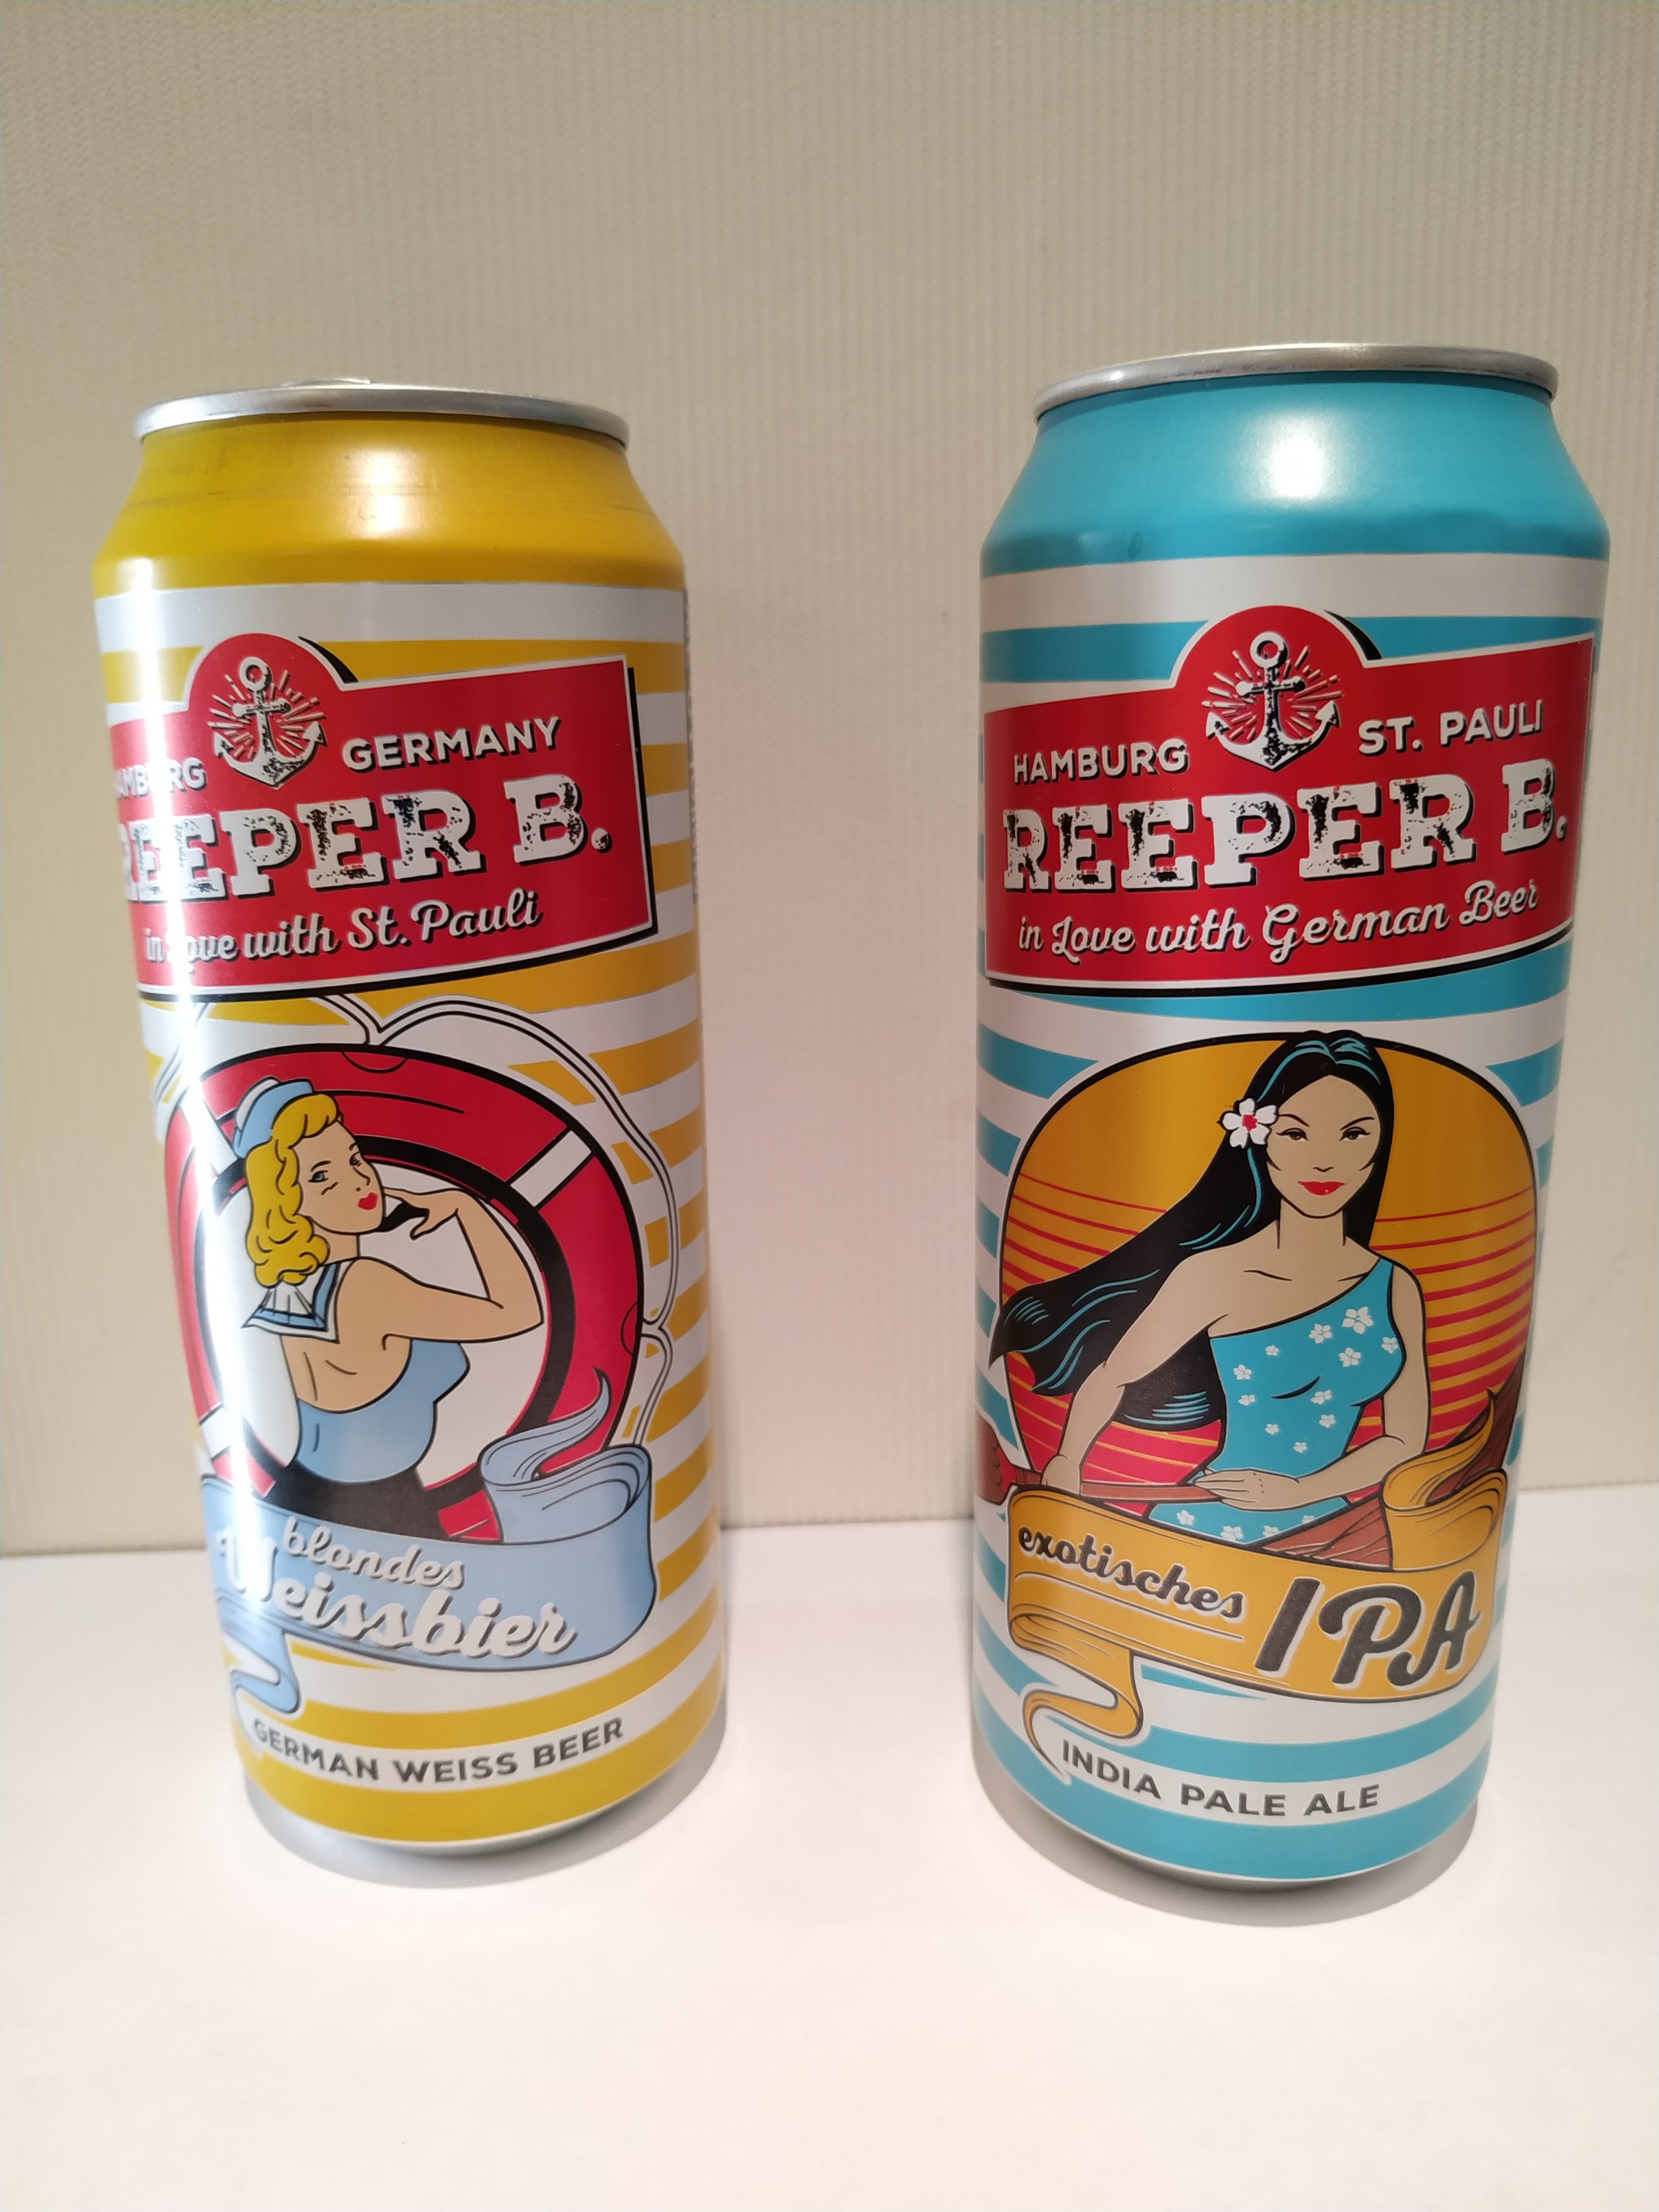 HAMBURG GERMANY
REEPER B.
in Love with St. Pauli
blondes
Weissbier
GERMAN WEISS BEER
HAMBURG ST. PAULI
REEPER B.
in Love with German Beer
exotisches IPA
INDIA PALE ALE